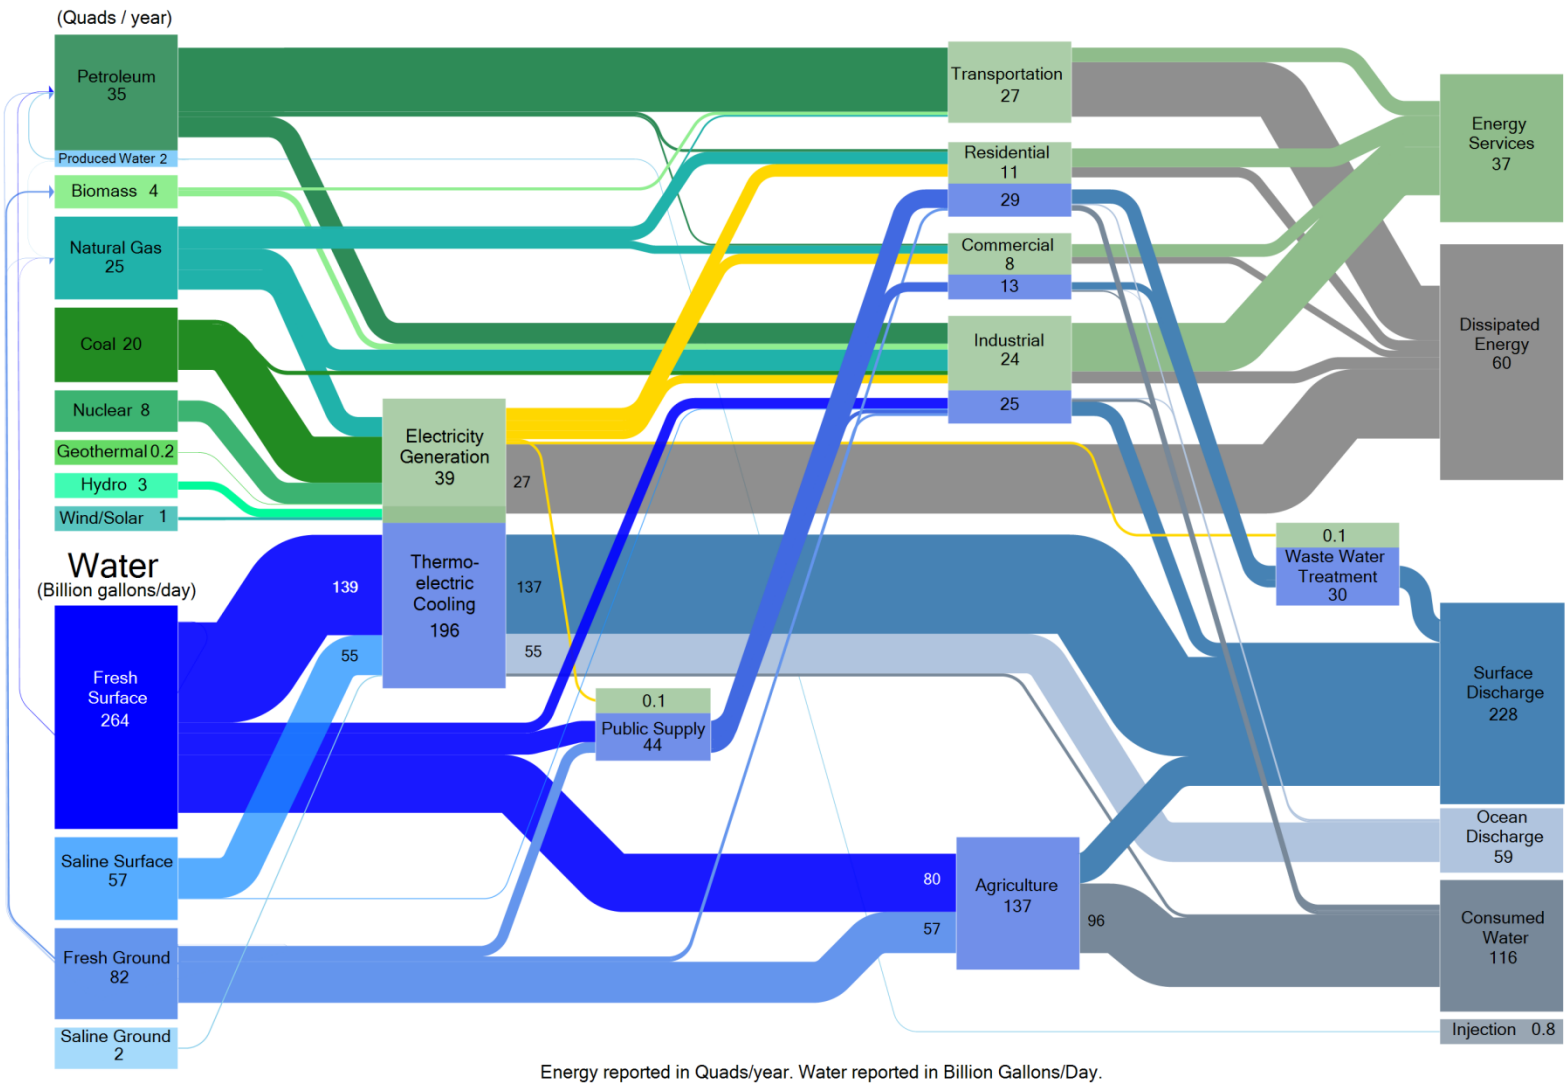 (Quads / year)
Petroleum
35
Produced Water 2
Biomass 4
Natural Gas
25
Coal 20
Nuclear 8
Geothermal 0.2
Hydro 3
Wind/Solar 1
Water
(Billion gallons/day)
Fresh
Surface
264
Saline Surface
57
Fresh Ground
82
Saline Ground
2
Electricity
Generation
39
27
Thermo-
electric
Cooling
196
139
55
137
55
0.1
Public Supply
44
Transportation
27
Residential
11
29
Commercial
8
13
Industrial
24
25
80
57
Agriculture
137
96
0.1
Waste Water
Treatment
30
Energy
Services
37
Dissipated
Energy
60
Surface
Discharge
228
Ocean
Discharge
59
Consumed
Water
116
Injection 0.8
Energy reported in Quads/year. Water reported in Billion Gallons/Day.